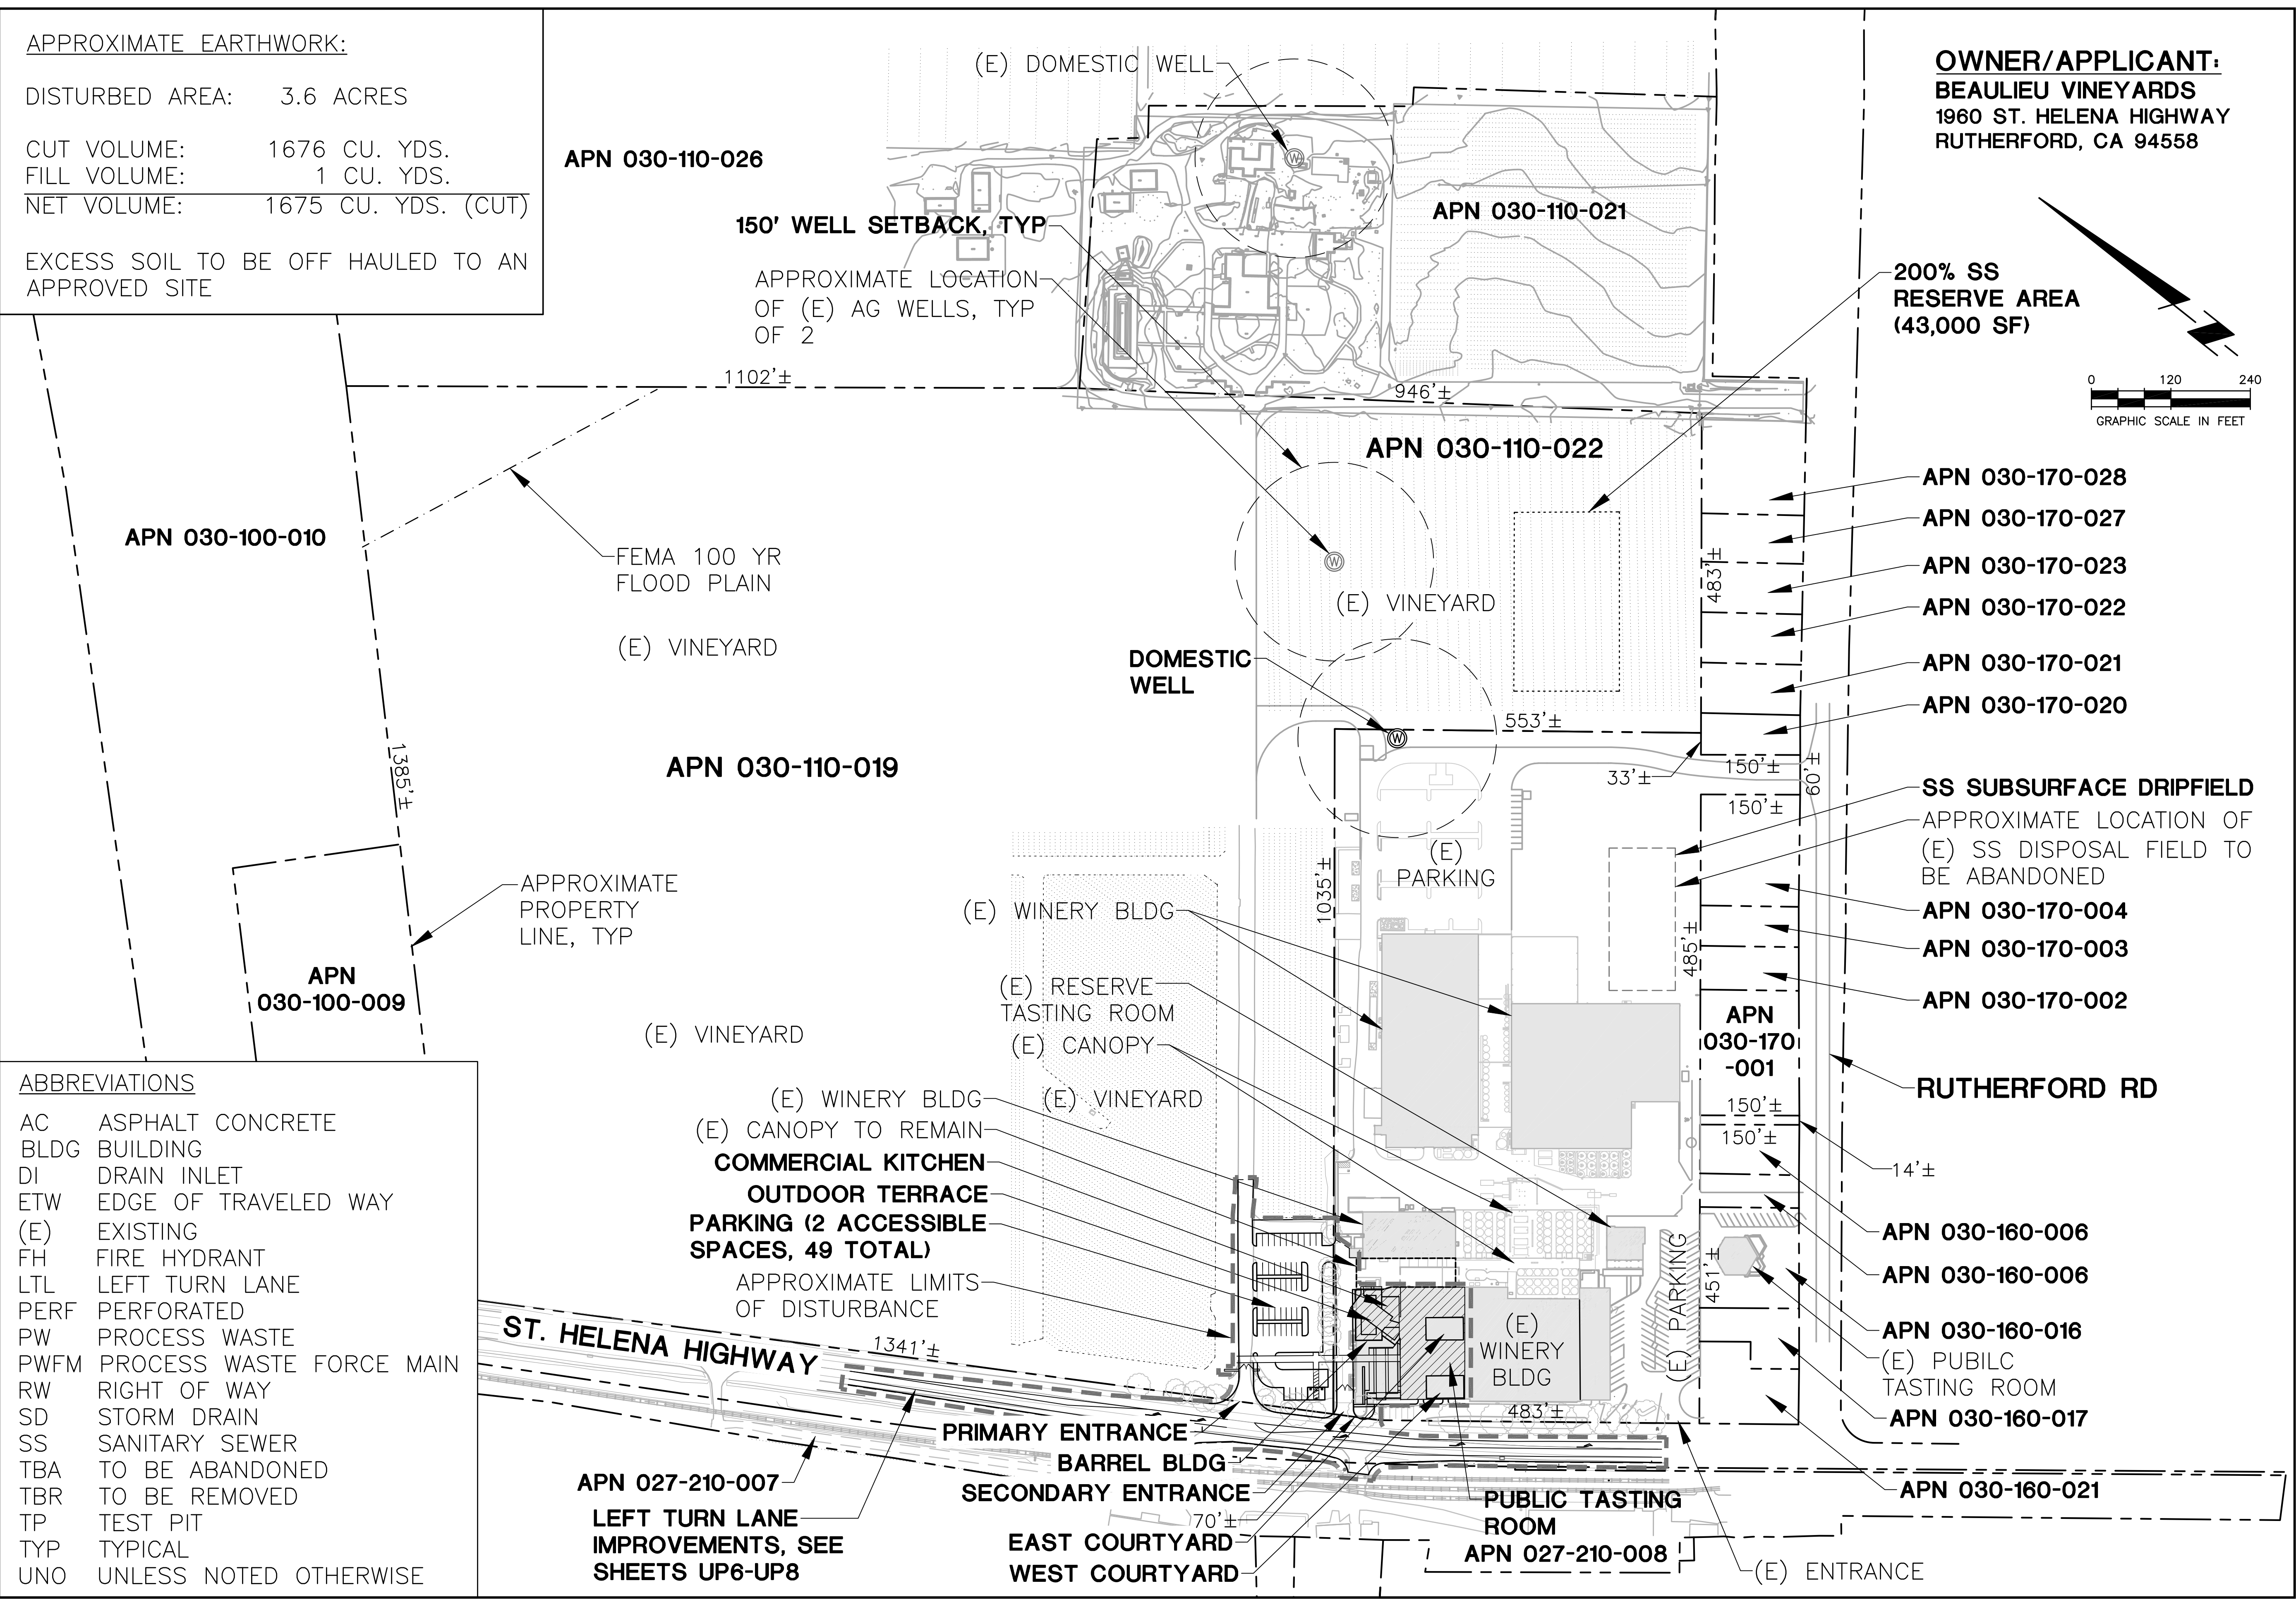 APPROXIMATE EARTHWORK:
DISTURBED AREA: 3.6 ACRES
CUT VOLUME: 1676 CU. YDS.
FILL VOLUME: 1 CU. YDS.
NET VOLUME: 1675 CU. YDS. (CUT)
EXCESS SOIL TO BE OFF HAULED TO AN
APPROVED SITE
(E) DOMESTIC WELL
W
APN 030-110-026
150' WELL SETBACK, TYP
APPROXIMATE LOCATION
OF (E) AG WELLS, TYP
OF 2
APN 030-110-021
OWNER/APPLICANT:
BEAULIEU VINEYARDS
1960 ST. HELENA HIGHWAY
RUTHERFORD, CA 94558
200% SS
RESERVE AREA
(43,000 SF)
0 120 240
GRAPHIC SCALE IN FEET
1102'±
946'±
APN 030-110-022
APN 030-100-010
FEMA 100 YR
FLOOD PLAIN
(E) VINEYARD
W
(E) VINEYARD
483'±
APN 030-170-028
APN 030-170-027
APN 030-170-023
APN 030-170-022
APN 030-170-021
APN 030-170-020
DOMESTIC
WELL
W
553'±
33'±
150'±
60'±
150'±
1385'±
APN 030-110-019
SS SUBSURFACE DRIPFIELD
APPROXIMATE LOCATION OF
(E) SS DISPOSAL FIELD TO
BE ABANDONED
APN 030-170-004
APN 030-170-003
APN 030-170-002
(E)
PARKING
1035'±
485'±
APPROXIMATE
PROPERTY
LINE, TYP
APN
030-100-009
(E) WINERY BLDG
(E) RESERVE
TASTING ROOM
(E) CANOPY
(E) VINEYARD
(E) VINEYARD
APN
030-170
-001
RUTHERFORD RD
150'±
150'±
14'±
(E) WINERY BLDG
(E) CANOPY TO REMAIN
COMMERCIAL KITCHEN
OUTDOOR TERRACE
PARKING (2 ACCESSIBLE
SPACES, 49 TOTAL)
APPROXIMATE LIMITS
OF DISTURBANCE
(E) PARKING
451'±
APN 030-160-006
APN 030-160-006
APN 030-160-016
(E) PUBILC
TASTING ROOM
APN 030-160-017
APN 030-160-021
(E)
WINERY
BLDG
483'±
ST. HELENA HIGHWAY
1341'±
PRIMARY ENTRANCE
BARREL BLDG
SECONDARY ENTRANCE
70'±
EAST COURTYARD
WEST COURTYARD
APN 027-210-007
LEFT TURN LANE
IMPROVEMENTS, SEE
SHEETS UP6-UP8
PUBLIC TASTING
ROOM
APN 027-210-008
(E) ENTRANCE
ABBREVIATIONS
AC ASPHALT CONCRETE
BLDG BUILDING
DI DRAIN INLET
ETW EDGE OF TRAVELED WAY
(E) EXISTING
FH FIRE HYDRANT
LTL LEFT TURN LANE
PERF PERFORATED
PW PROCESS WASTE
PWFM PROCESS WASTE FORCE MAIN
RW RIGHT OF WAY
SD STORM DRAIN
SS SANITARY SEWER
TBA TO BE ABANDONED
TBR TO BE REMOVED
TP TEST PIT
TYP TYPICAL
UNO UNLESS NOTED OTHERWISE